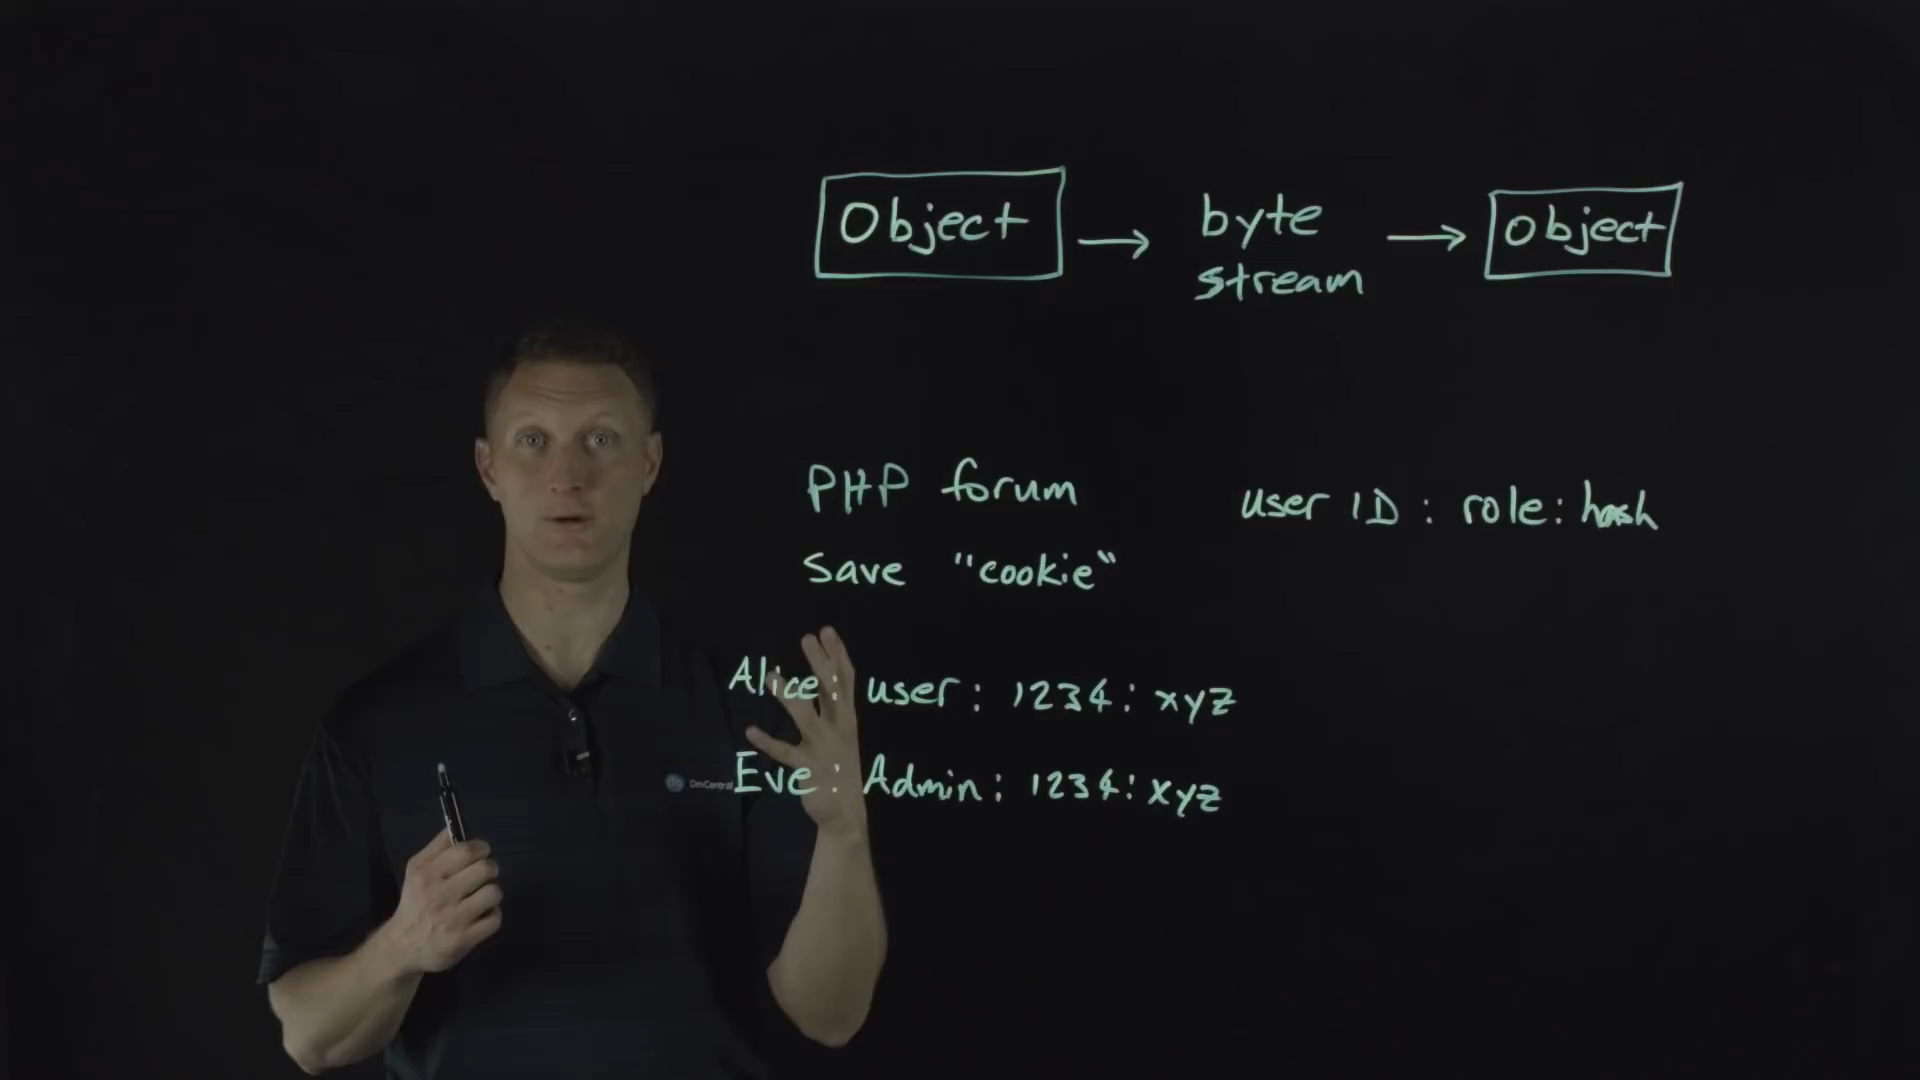 Object → byte stream → Object
PHP forum
Save "cookie"
user ID : role : hash
Alice : user : 1234 : xyz
Eve : Admin : 1234 : xyz
DevCentral